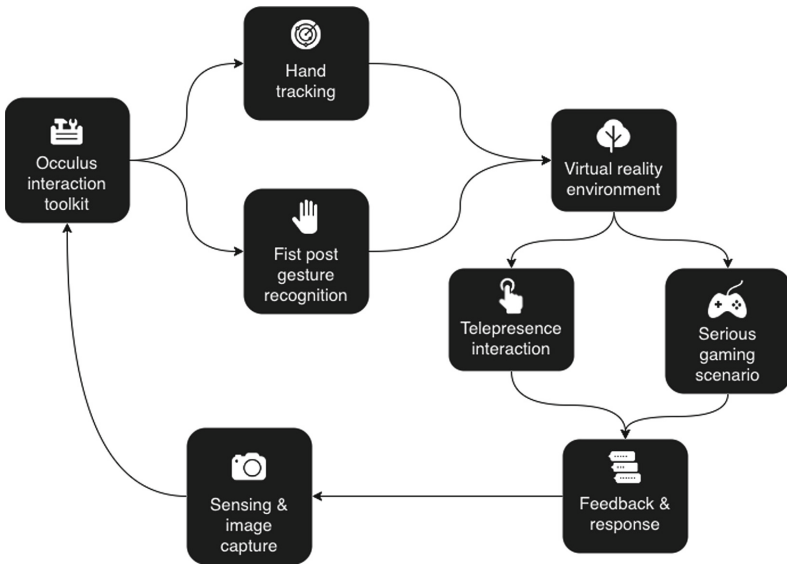 Hand
tracking
Occulus
interaction
toolkit
Fist post
gesture
recognition
Virtual reality
environment
Telepresence
interaction
Serious
gaming
scenario
Sensing &
image
capture
Feedback &
response